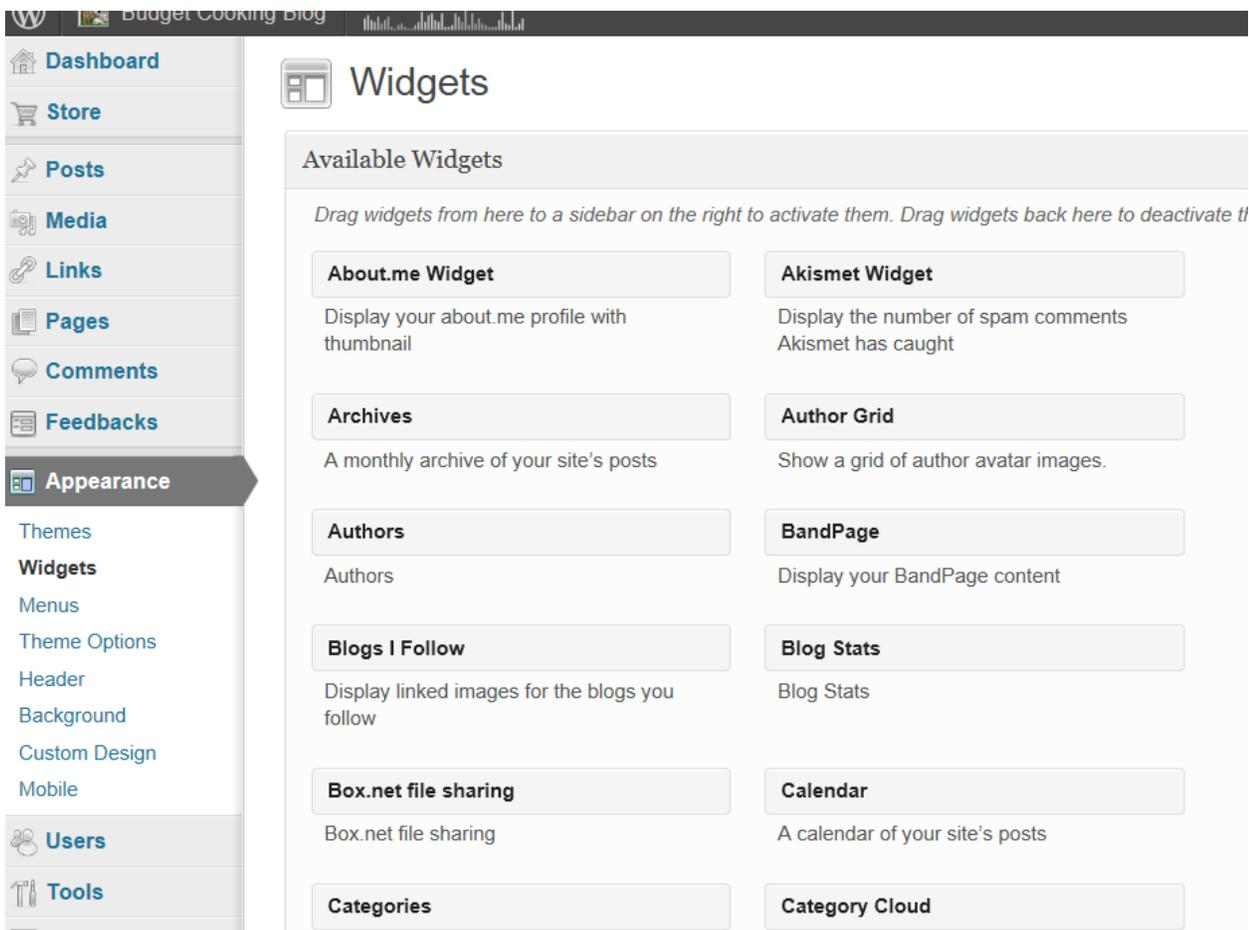 Budget Cooking Blog
Dashboard
Store
Posts
Media
Links
Pages
Comments
Feedbacks
Appearance
Themes
Widgets
Menus
Theme Options
Header
Background
Custom Design
Mobile
Users
Tools
Widgets
Available Widgets
Drag widgets from here to a sidebar on the right to activate them. Drag widgets back here to deactivate
About.me Widget
Display your about.me profile with
thumbnail
Akismet Widget
Display the number of spam comments
Akismet has caught
Archives
A monthly archive of your site's posts
Author Grid
Show a grid of author avatar images.
Authors
Authors
BandPage
Display your BandPage content
Blogs I Follow
Display linked images for the blogs you
follow
Blog Stats
Blog Stats
Box.net file sharing
Box.net file sharing
Calendar
A calendar of your site's posts
Categories
Category Cloud